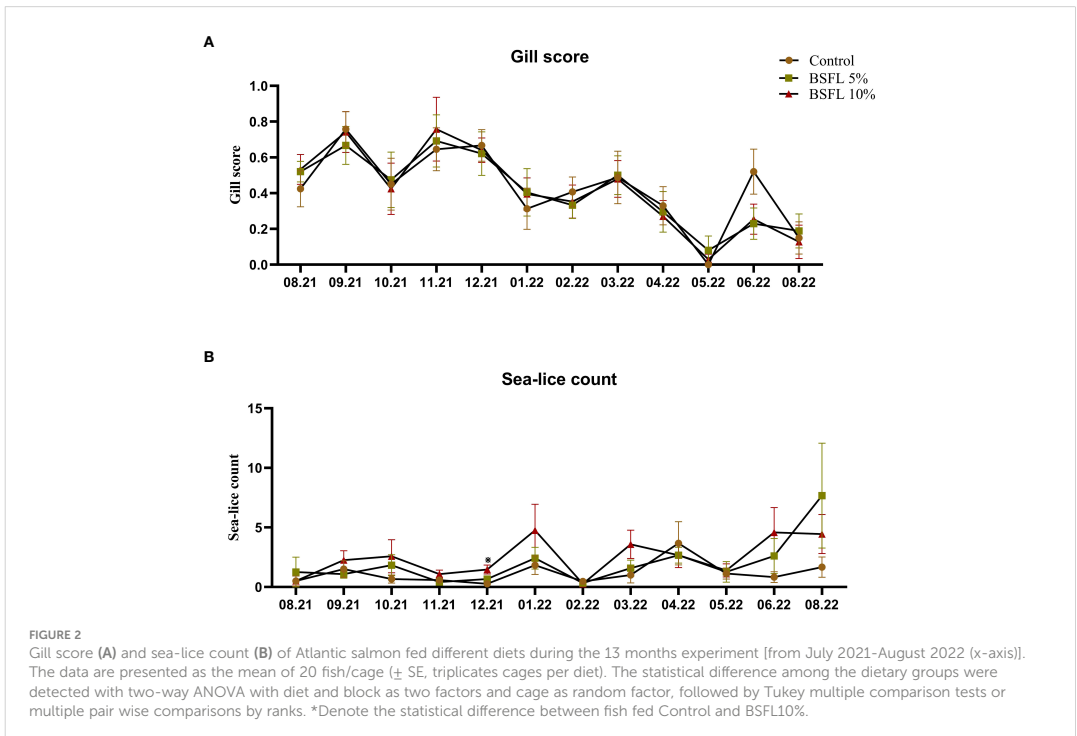 A
Gill score
Control
BSFL 5%
BSFL 10%
1.0
0.8
0.6
0.4
0.2
0.0
Gill score
08.21 09.21 10.21 11.21 12.21 01.22 02.22 03.22 04.22 05.22 06.22 08.22
B
Sea-lice count
15
10
5
0
Sea-lice count
*
08.21 09.21 10.21 11.21 12.21 01.22 02.22 03.22 04.22 05.22 06.22 08.22
FIGURE 2
Gill score (A) and sea-lice count (B) of Atlantic salmon fed different diets during the 13 months experiment [from July 2021-August 2022 (x-axis)].
The data are presented as the mean of 20 fish/cage (± SE, triplicates cages per diet). The statistical difference among the dietary groups were
detected with two-way ANOVA with diet and block as two factors and cage as random factor, followed by Tukey multiple comparison tests or
multiple pair wise comparisons by ranks. *Denote the statistical difference between fish fed Control and BSFL10%.